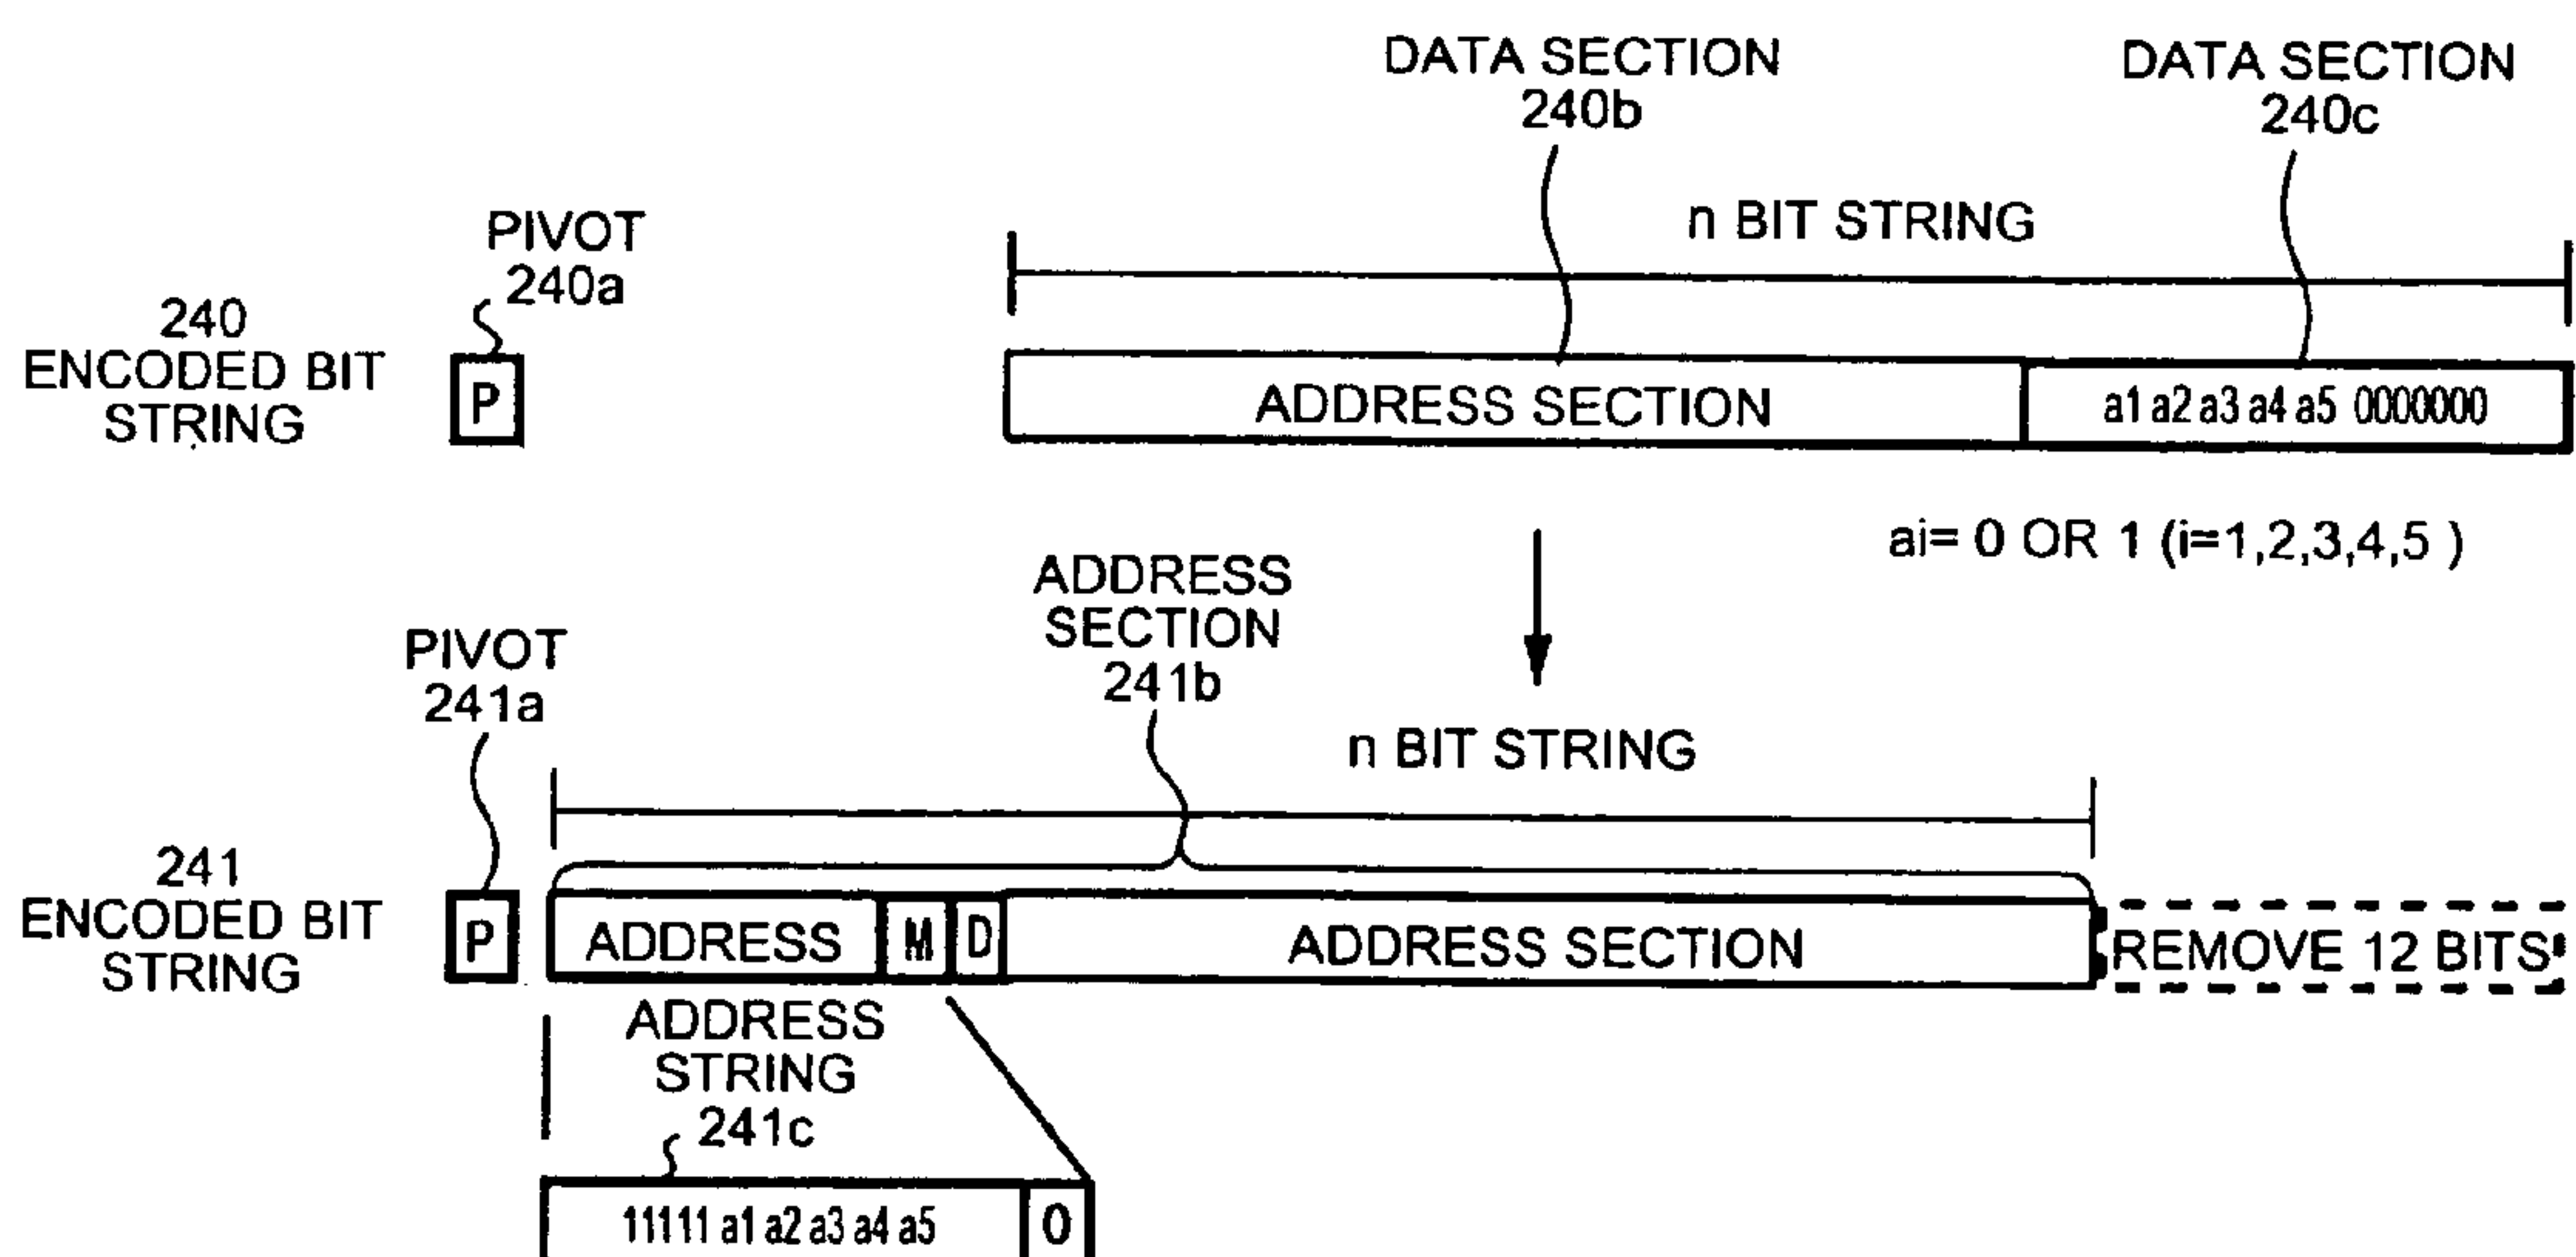 DATA SECTION
240b
DATA SECTION
240c
n BIT STRING
PIVOT
240a
240
ENCODED BIT
STRING
P
ADDRESS SECTION
a1 a2 a3 a4 a5 0000000
ai= 0 OR 1 (i=1,2,3,4,5 )
ADDRESS
SECTION
241b
PIVOT
241a
n BIT STRING
241
ENCODED BIT
STRING
P
ADDRESS
M
D
ADDRESS SECTION
REMOVE 12 BITS
ADDRESS
STRING
241c
11111 a1 a2 a3 a4 a5
0